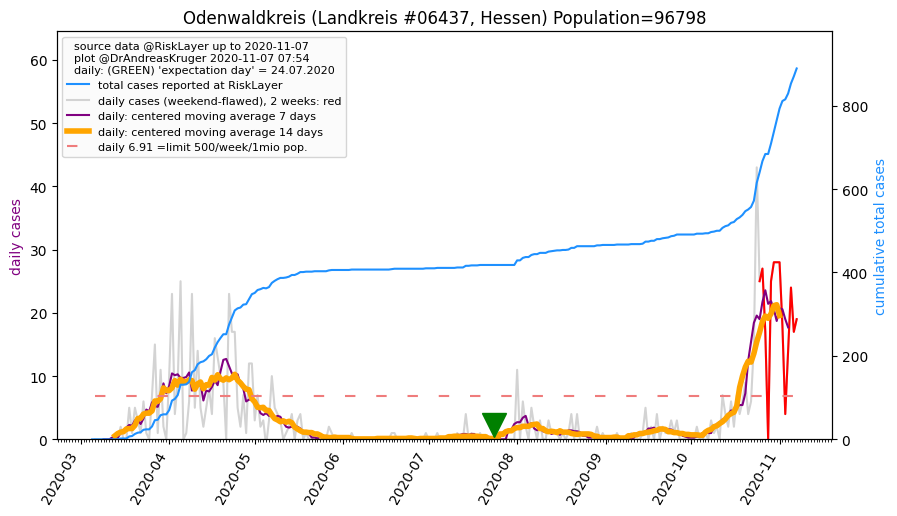 Odenwaldkreis (Landkreis #06437, Hessen) Population=96798
source data @RiskLayer up to 2020-11-07
plot @DrAndreasKruger 2020-11-07 07:54
daily: (GREEN) 'expectation day' = 24.07.2020
total cases reported at RiskLayer
daily cases (weekend-flawed), 2 weeks: red
daily: centered moving average 7 days
daily: centered moving average 14 days
daily 6.91 =limit 500/week/1mio pop.
daily cases
60
50
40
30
20
10
0
cumulative total cases
800
600
400
200
0
2020-03
2020-04
2020-05
2020-06
2020-07
2020-08
2020-09
2020-10
2020-11